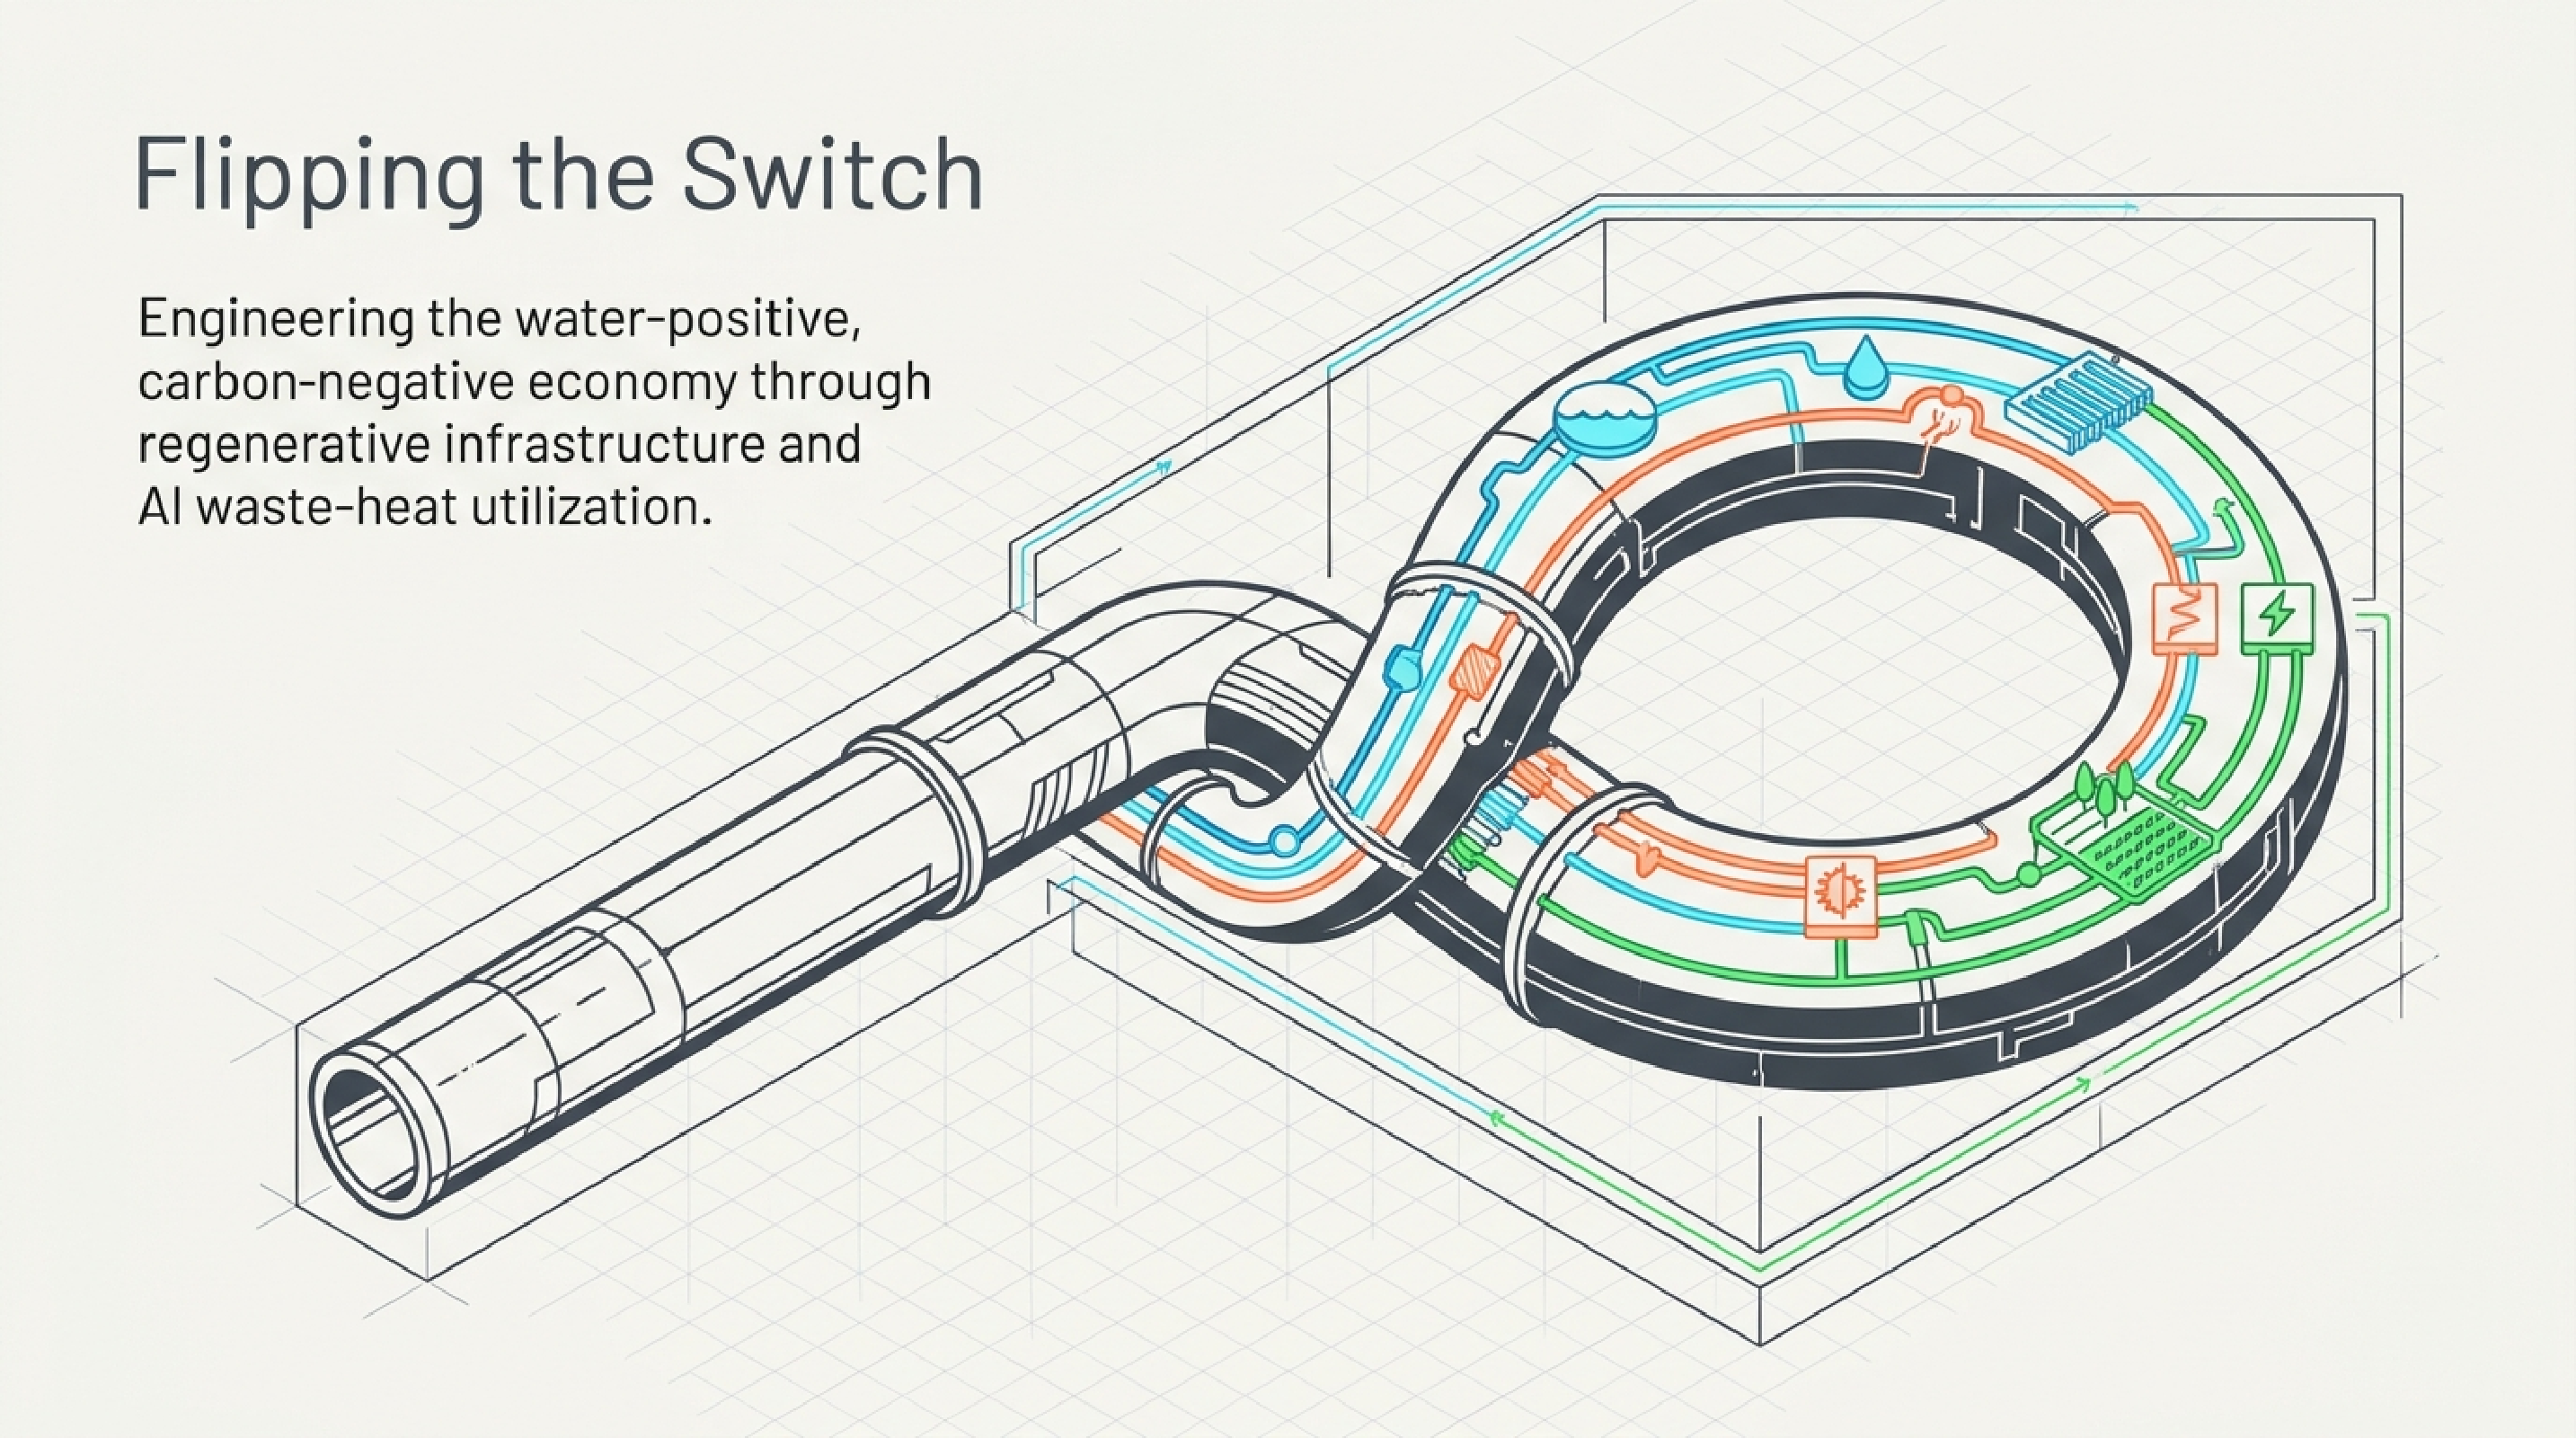 Flipping the Switch
Engineering the water-positive,
carbon-negative economy through
regenerative infrastructure and
AI waste-heat utilization.